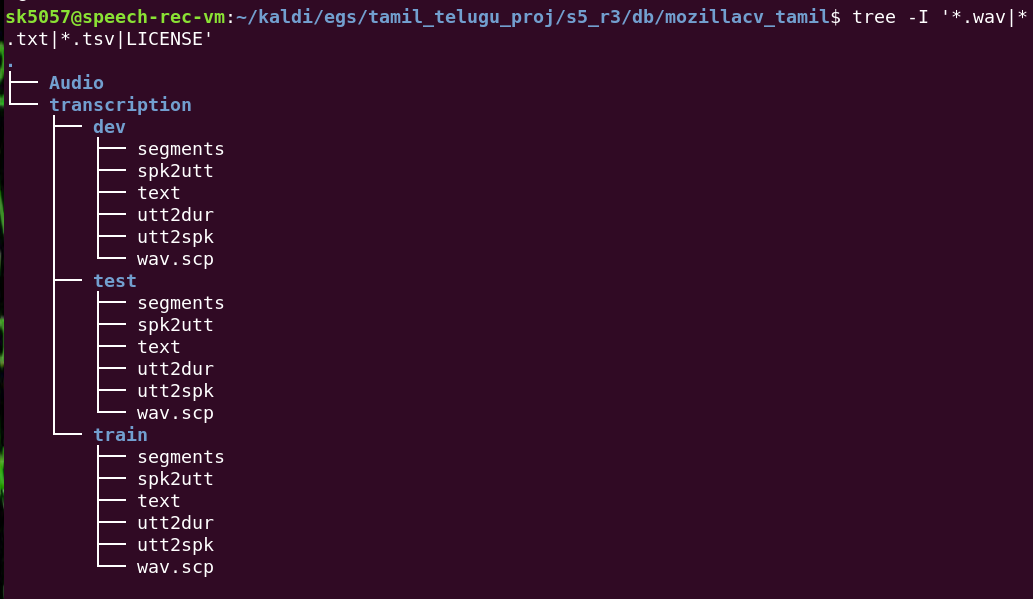 sk5057@speech-rec-vm:~/kaldi/egs/tamil_telugu_proj/s5_r3/db/mozillacv_tamil$ tree -I '*.wav|*
.txt|*.tsv|LICENSE'
.
├── Audio
└── transcription
    ├── dev
    │   ├── segments
    │   ├── spk2utt
    │   ├── text
    │   ├── utt2dur
    │   ├── utt2spk
    │   └── wav.scp
    ├── test
    │   ├── segments
    │   ├── spk2utt
    │   ├── text
    │   ├── utt2dur
    │   ├── utt2spk
    │   └── wav.scp
    └── train
        ├── segments
        ├── spk2utt
        ├── text
        ├── utt2dur
        ├── utt2spk
        └── wav.scp